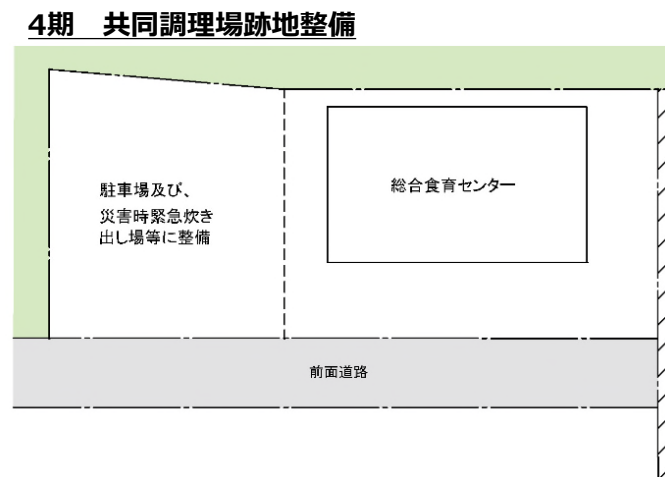 4期　共同調理場跡地整備
駐車場及び、
災害時緊急炊き
出し場等に整備
総合食育センター
前面道路